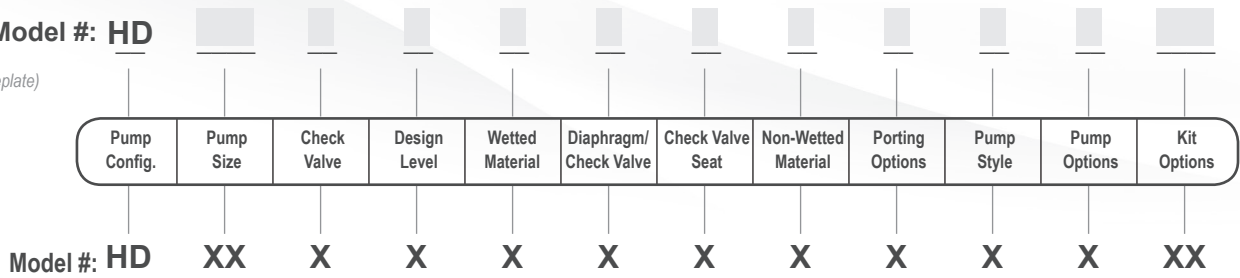 Model #: HD
Pump Config. Pump Size Check Valve Design Level Wetted Material Diaphragm/ Check Valve Check Valve Seat Non-Wetted Material Porting Options Pump Style Pump Options Kit Options
Model #: HD XX X X X X X X X X X XX